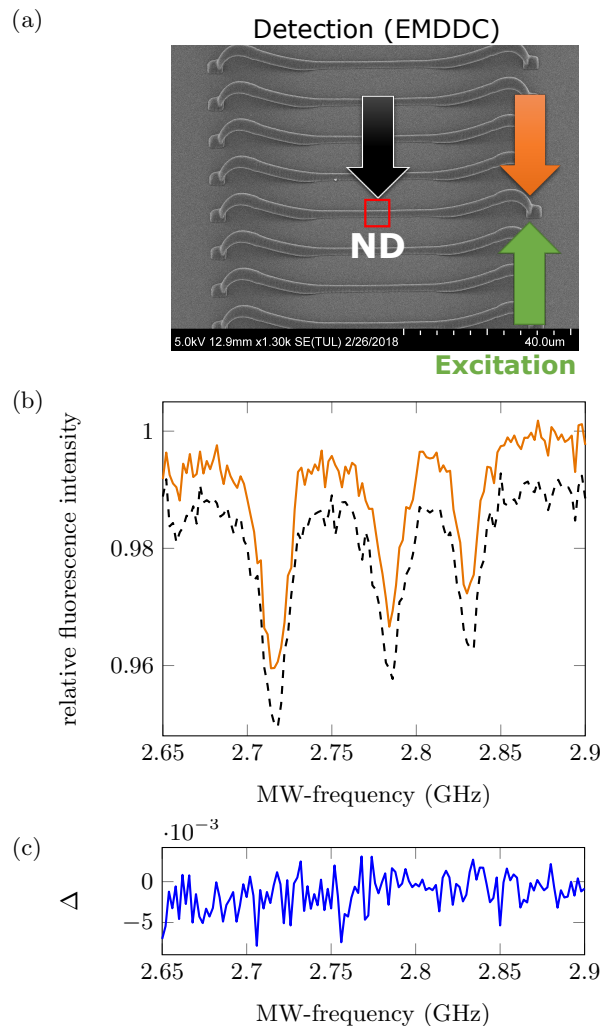 (a)
Detection (EMDDC)
ND
5.0kV 12.9mm x1.30k SE(TUL) 2/26/2018
40.0um
Excitation
(b)
relative fluorescence intensity
1
0.98
0.96
2.65 2.7 2.75 2.8 2.85 2.9
MW-frequency (GHz)
(c)
·10⁻³
Δ
0
−5
2.65 2.7 2.75 2.8 2.85 2.9
MW-frequency (GHz)